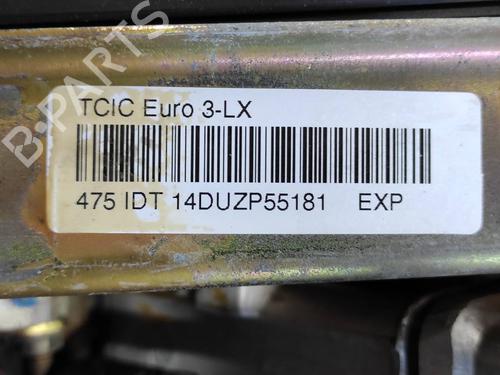 B-PARTS
TCIC Euro 3-LX
475 IDT 14DUZP55181 EXP